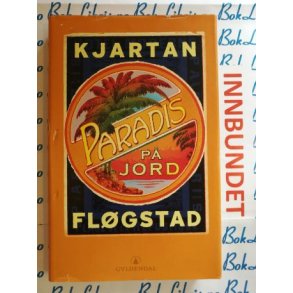 KJARTAN
PARADIS
PÅ
JORD
FLØGSTAD
GYLDENDAL
INNBUNDET